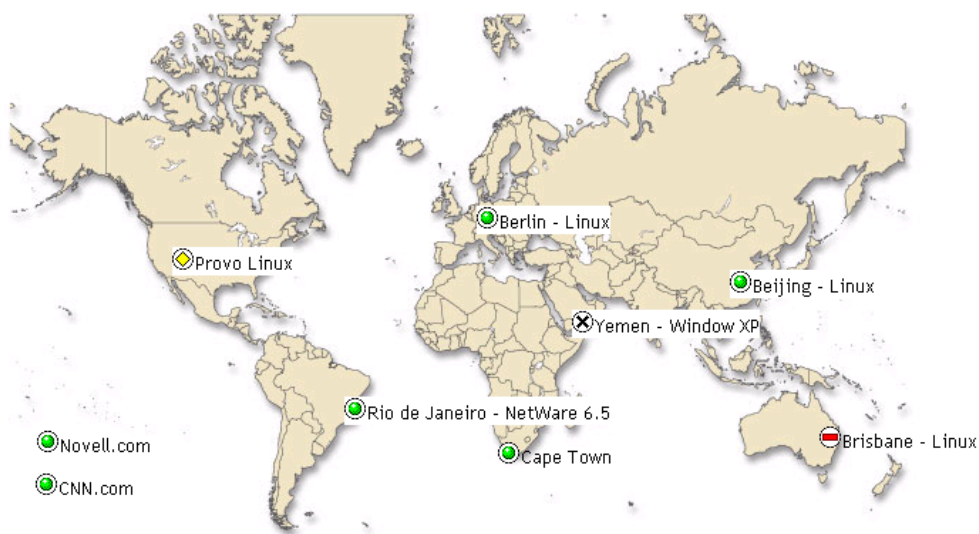 Berlin - Linux
Provo Linux
Beijing - Linux
Yemen - Window XP
Rio de Janeiro - NetWare 6.5
Novell.com
Brisbane - Linux
Cape Town
CNN.com